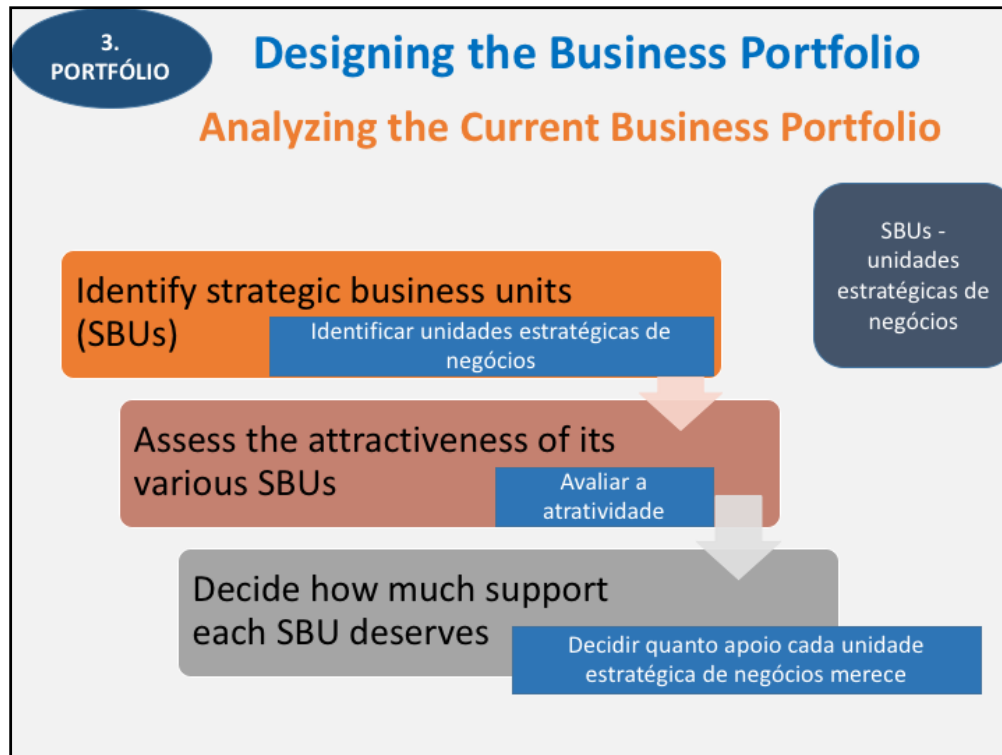 3.
PORTFÓLIO
Designing the Business Portfolio
Analyzing the Current Business Portfolio
SBUs -
unidades
estratégicas de
negócios
Identify strategic business units
(SBUs)
Identificar unidades estratégicas de
negócios
Assess the attractiveness of its
various SBUs
Avaliar a
atratividade
Decide how much support
each SBU deserves
Decidir quanto apoio cada unidade
estratégica de negócios merece